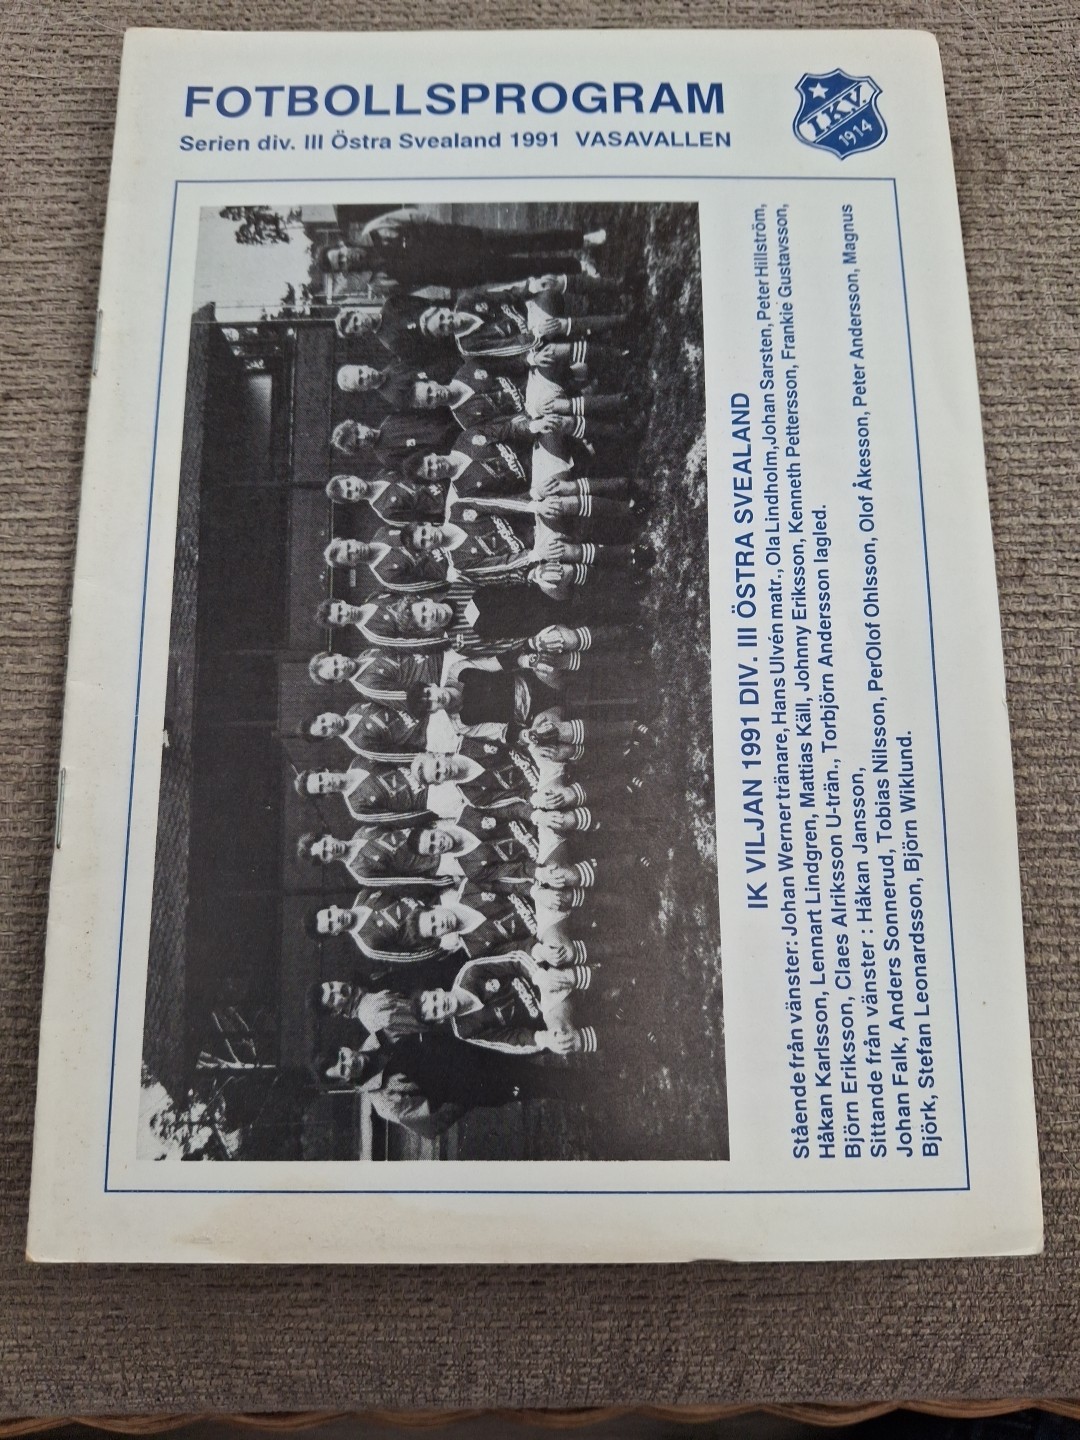 FOTBOLLSPROGRAM
Serien div. III Östra Svealand 1991 VASAVALLEN
I.K.V.
1914
IK VILJAN 1991 DIV. III ÖSTRA SVEALAND
Stående från vänster: Johan Werner tränare, Hans Ulvén matr., Ola Lindholm, Johan Sarsten, Peter Hillström,
Håkan Karlsson, Lennart Lindgren, Mattias Käll, Johnny Eriksson, Kenneth Pettersson, Frankie Gustavsson,
Björn Eriksson, Claes Alriksson U-trän., Torbjörn Andersson lagled.
Sittande från vänster : Håkan Jansson,
Johan Falk, Anders Sonnerud, Tobias Nilsson, PerOlof Ohlsson, Olof Åkesson, Peter Andersson, Magnus
Björk, Stefan Leonardsson, Björn Wiklund.